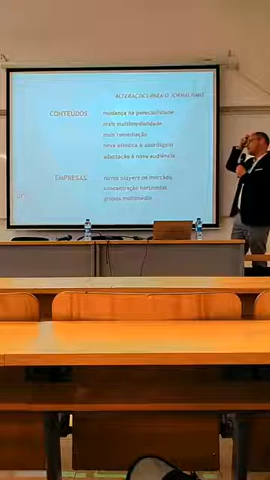 ALTERAÇÕES PARA O JORNALISMO
CONTEÚDOS
mudança na perecibilidade
mais multimedialidade
mais remediação
nova estética e abordagem
adaptação à nova audiência
EMPRESAS
novos players no mercado
concentração horizontal
grupos multimédia